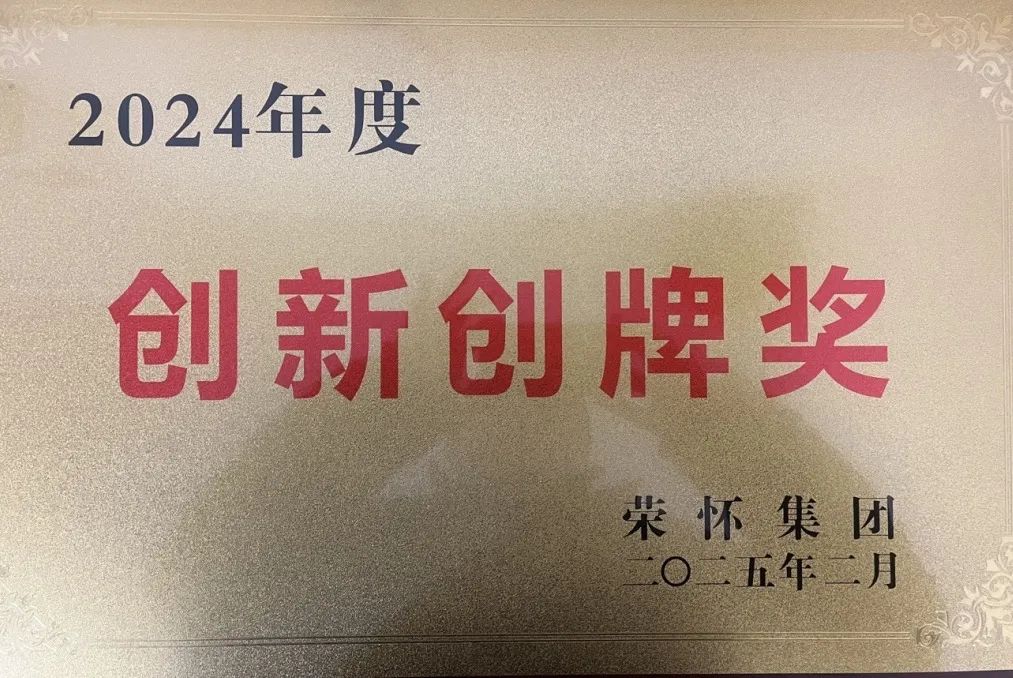 2024年度
创新创牌奖
荣怀集团
二〇二五年二月